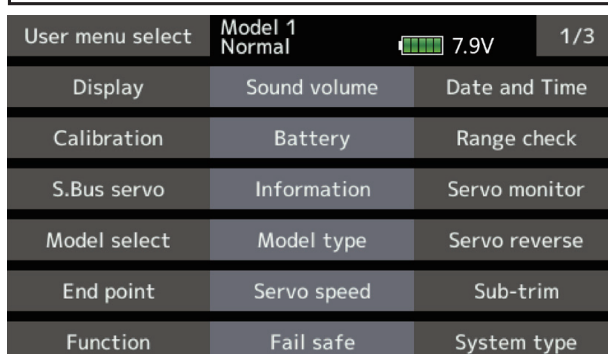 User menu select Model 1 Normal 7.9V 1/3
Display Sound volume Date and Time
Calibration Battery Range check
S.Bus servo Information Servo monitor
Model select Model type Servo reverse
End point Servo speed Sub-trim
Function Fail safe System type